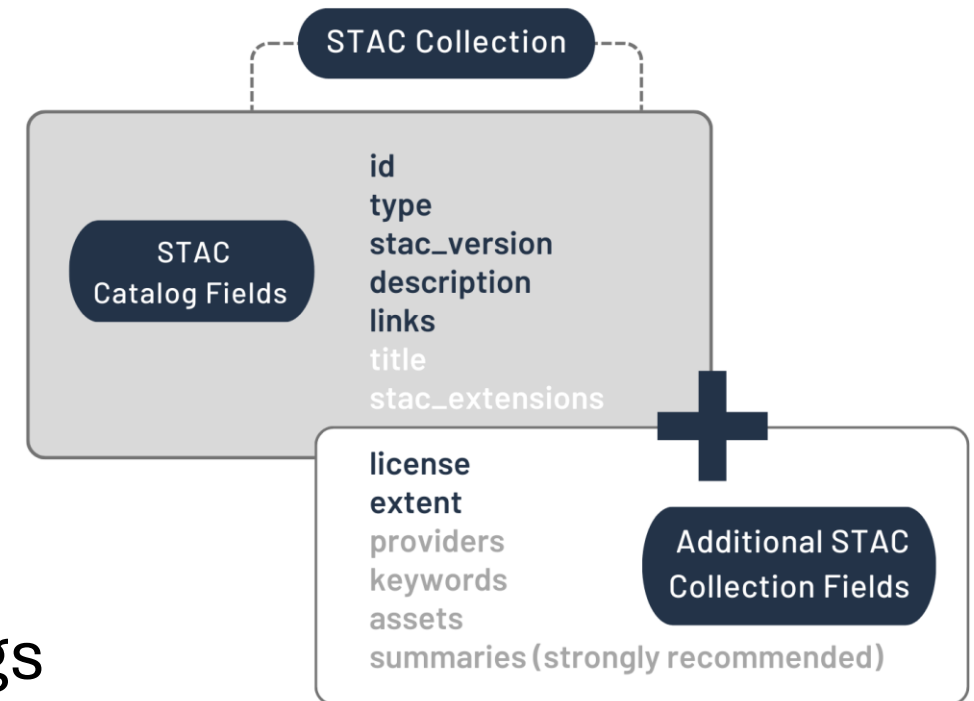 STAC Collection
STAC
Catalog Fields
id
type
stac_version
description
links
title
stac_extensions
license
extent
providers
keywords
assets
summaries (strongly recommended)
Additional STAC
Collection Fields
gs